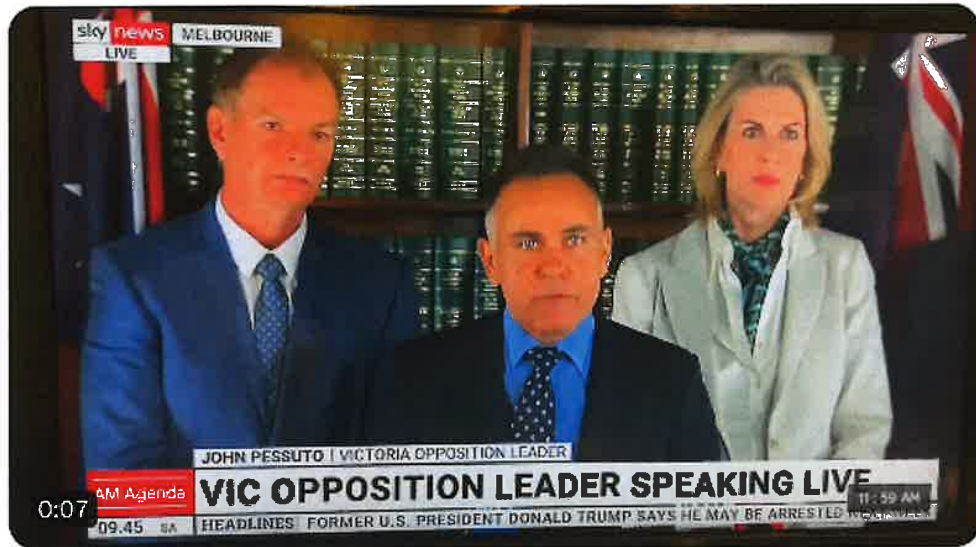 sky news MELBOURNE
LIVE
JOHN PESSUTO | VICTORIA OPPOSITION LEADER
AM Agenda
VIC OPPOSITION LEADER SPEAKING LIVE
0:07
11:59 AM
09.45 SA
HEADLINES FORMER U.S. PRESIDENT DONALD TRUMP SAYS HE MAY BE ARRESTED